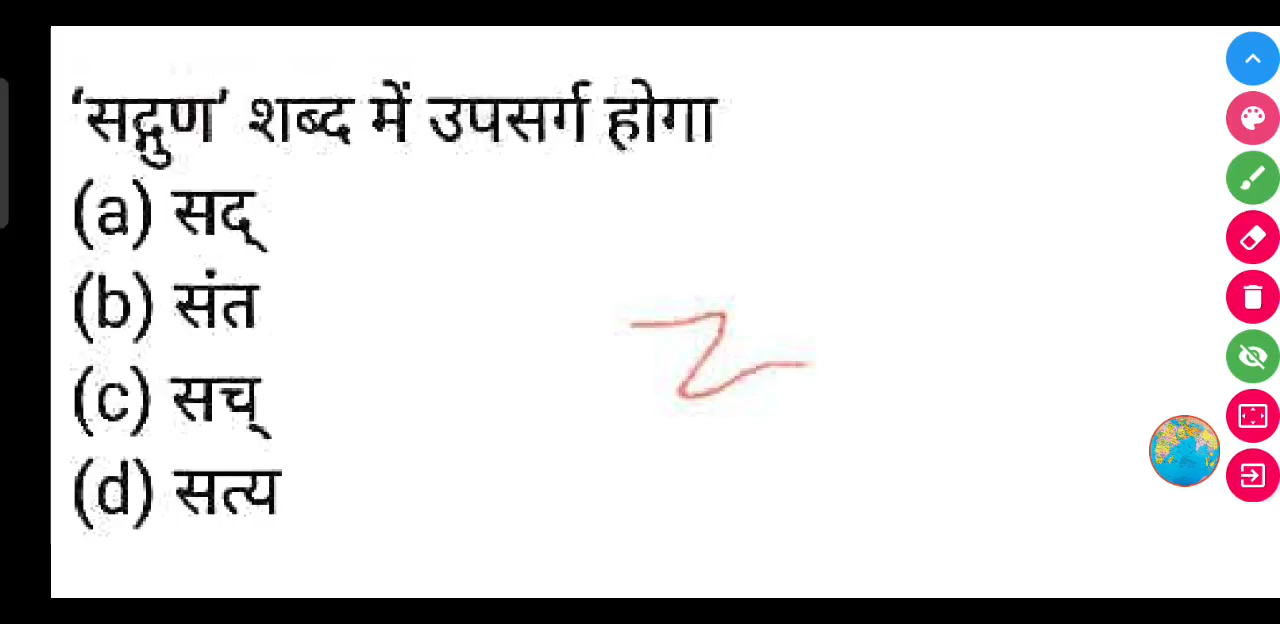 ‘सद्गुण’ शब्द में उपसर्ग होगा
(a) सद्
(b) संत
(c) सच्
(d) सत्य